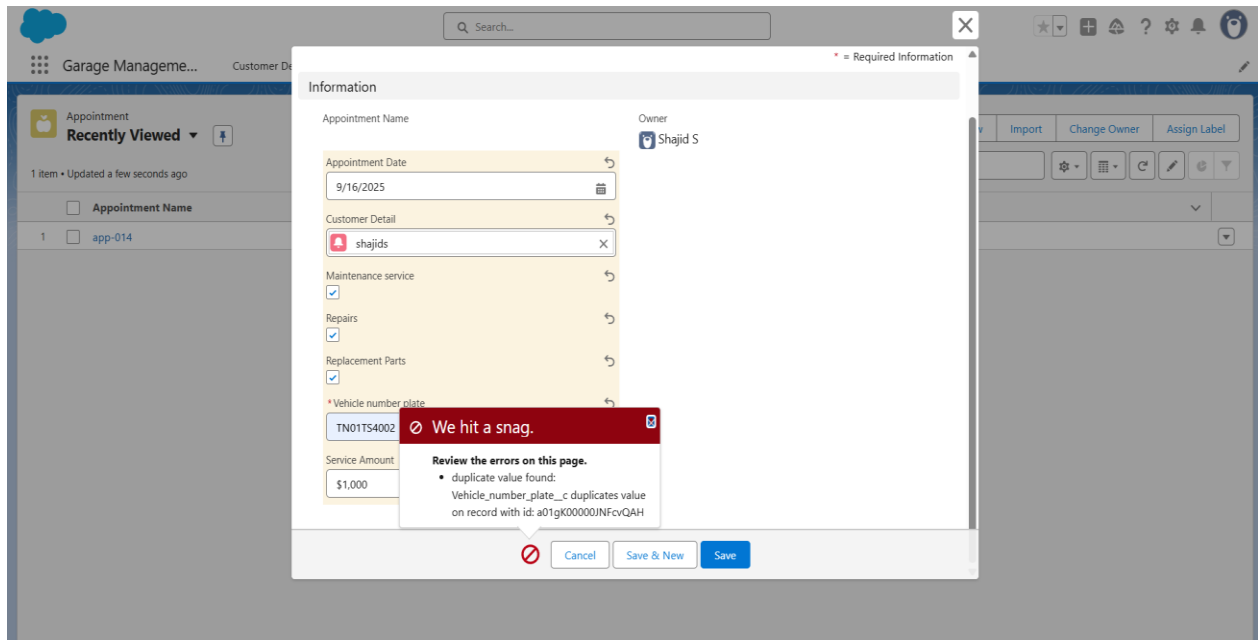 Search...
Garage Manageme...
Customer De
* = Required Information
Information
Appointment
Recently Viewed
Import
Change Owner
Assign Label
1 item • Updated a few seconds ago
Appointment Name
1
app-014
Appointment Name
Owner
Shajid S
Appointment Date
9/16/2025
Customer Detail
shajids
Maintenance service
Repairs
Replacement Parts
*Vehicle number plate
TN01TS4002
Service Amount
$1,000
We hit a snag.
Review the errors on this page.
• duplicate value found:
Vehicle_number_plate__c duplicates value
on record with id: a01gK00000JNFcvQAH
Cancel
Save & New
Save